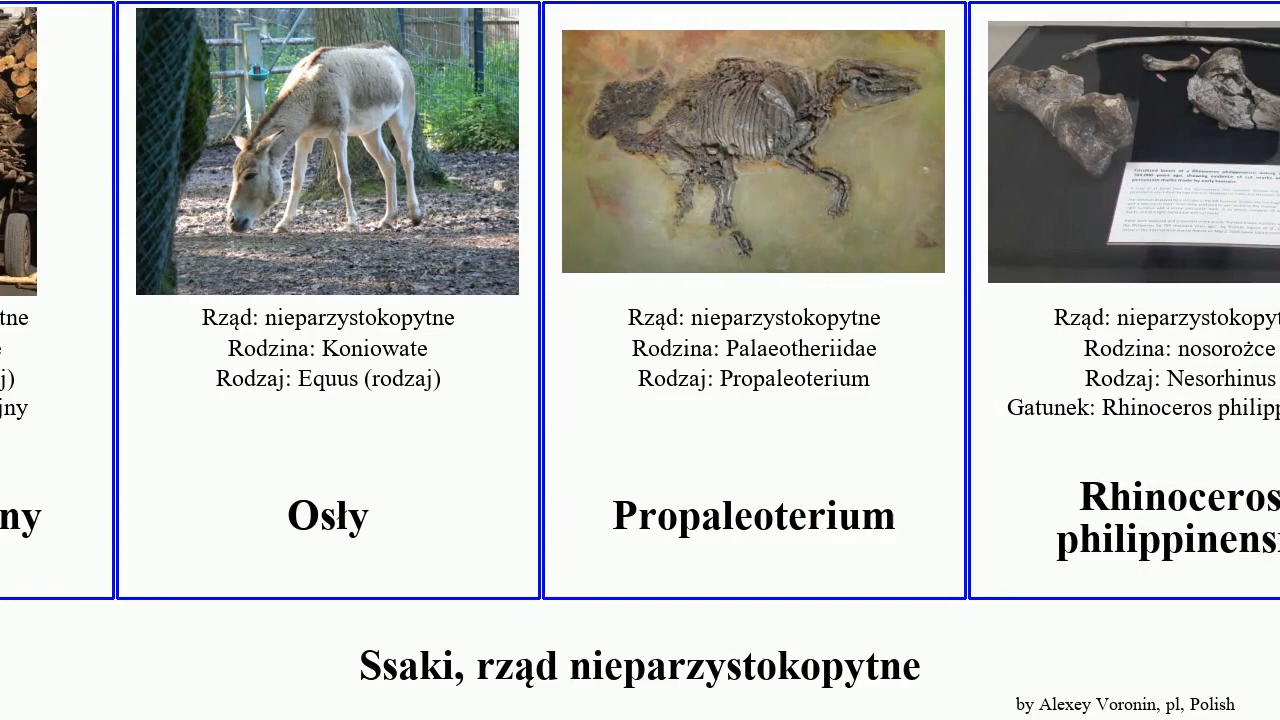 tne
j)
jny
ny
Rząd: nieparzystokopytne
Rodzina: Koniowate
Rodzaj: Equus (rodzaj)
Osły
Rząd: nieparzystokopytne
Rodzina: Palaeotheriidae
Rodzaj: Propaleoterium
Propaleoterium
Rząd: nieparzystokopyt
Rodzina: nosorożce
Rodzaj: Nesorhinus
Gatunek: Rhinoceros philipp
Rhinoceros
philippinens
Ssaki, rząd nieparzystokopytne
by Alexey Voronin, pl, Polish